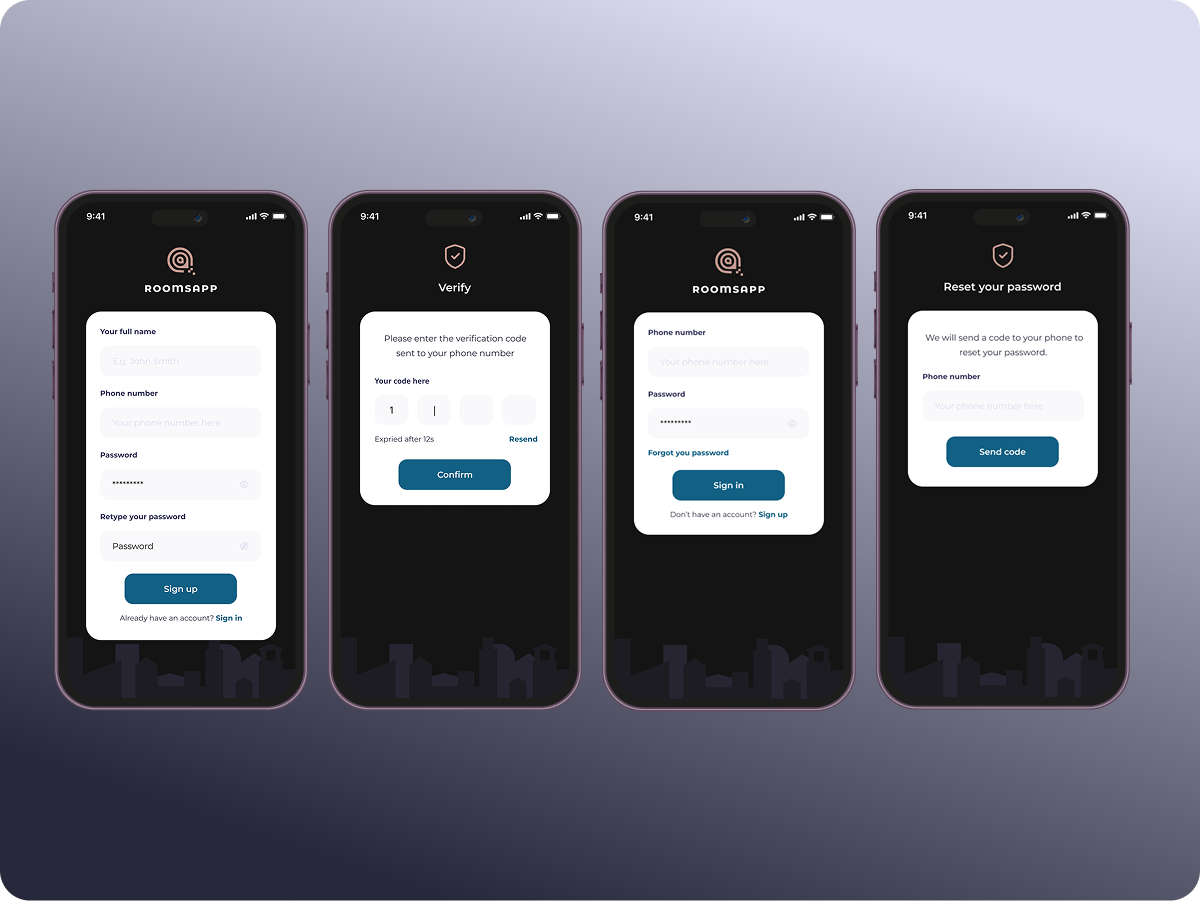 9:41
ROOMSAPP
Your full name
E.g: John Smith
Phone number
Your phone number here
Password
*********
Retype your password
Password
Sign up
Already have an account? Sign in
9:41
Verify
Please enter the verification code
sent to your phone number
Your code here
1
Expried after 12s
Resend
Confirm
9:41
ROOMSAPP
Phone number
Your phone number here
Password
*********
Forgot you password
Sign in
Don't have an account? Sign up
9:41
Reset your password
We will send a code to your phone to
reset your password.
Phone number
Your phone number here
Send code